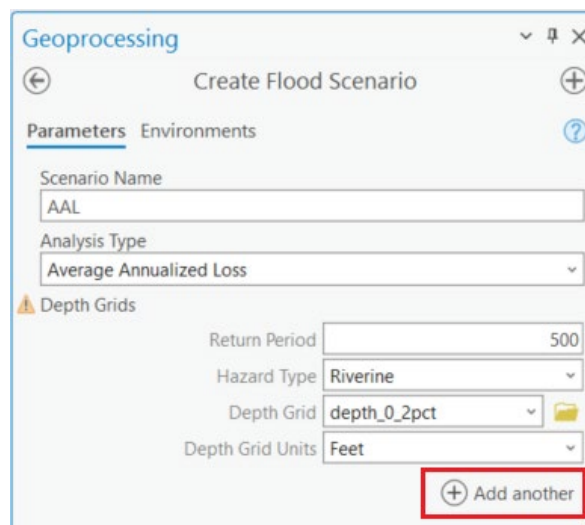 Geoprocessing
Create Flood Scenario
Parameters Environments
Scenario Name
AAL
Analysis Type
Average Annualized Loss
Depth Grids
Return Period 500
Hazard Type Riverine
Depth Grid depth_0_2pct
Depth Grid Units Feet
Add another